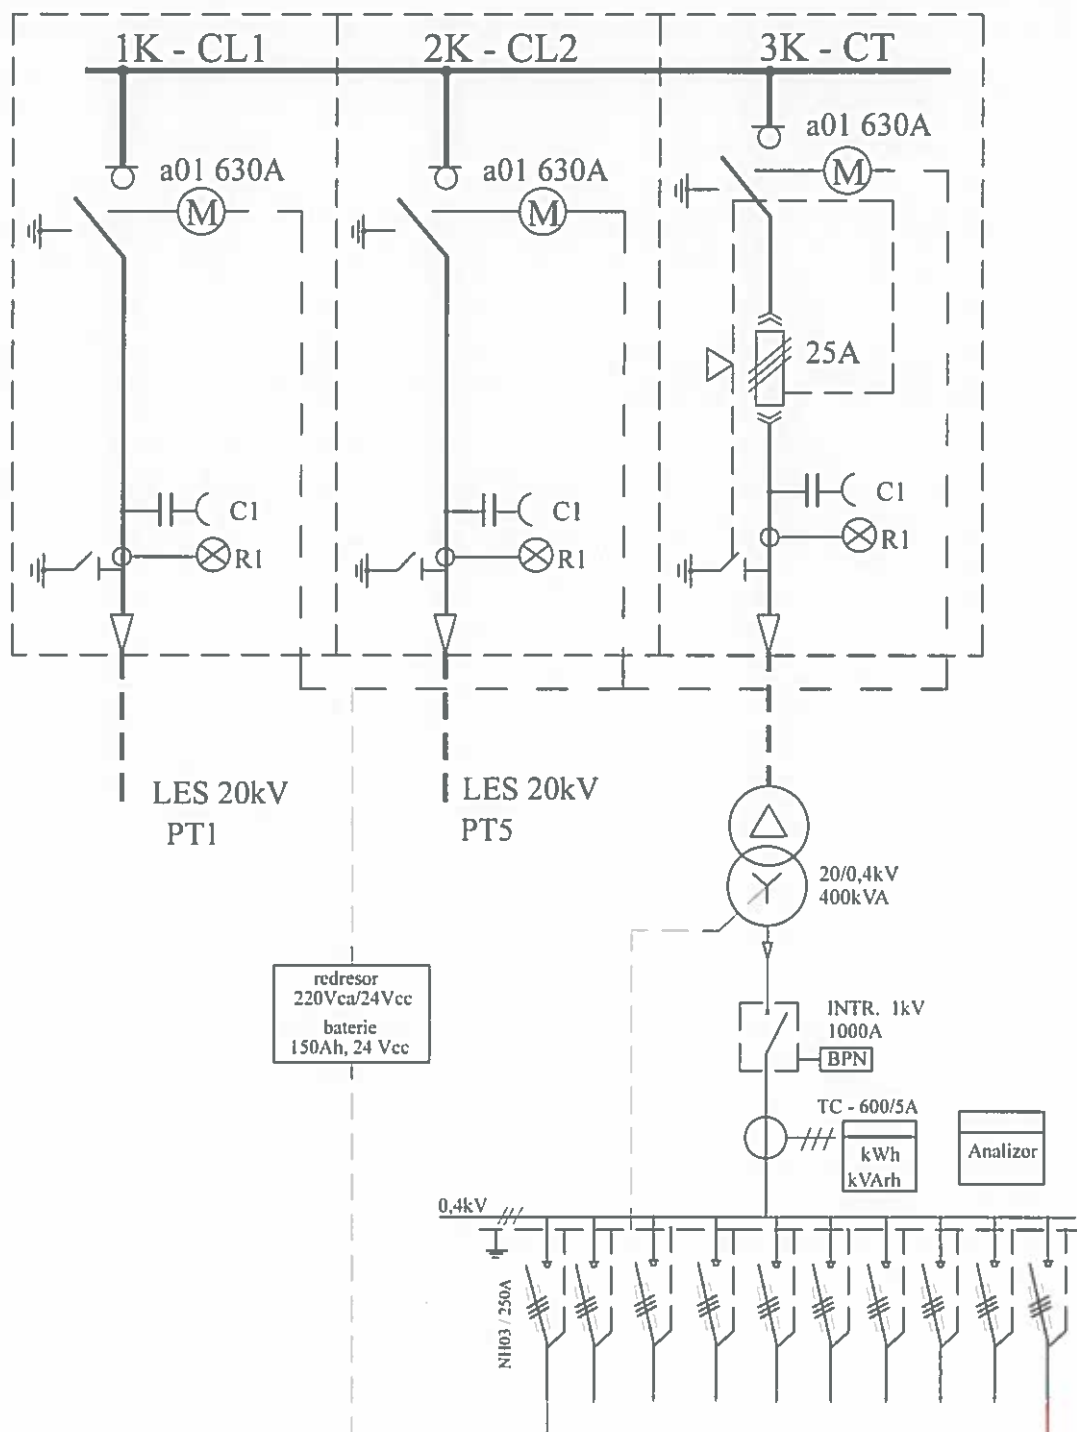 1K - CL1
2K - CL2
3K - CT
a01 630A
a01 630A
a01 630A
M
M
M
25A
C1
C1
C1
R1
R1
R1
LES 20kV
PT1
LES 20kV
PT5
20/0,4kV
400kVA
redresor
220Vca/24Vcc
baterie
150Ah, 24 Vcc
INTR. 1kV
1000A
BPN
TC - 600/5A
kWh
kVArh
Analizor
0,4kV
NH03 / 250A